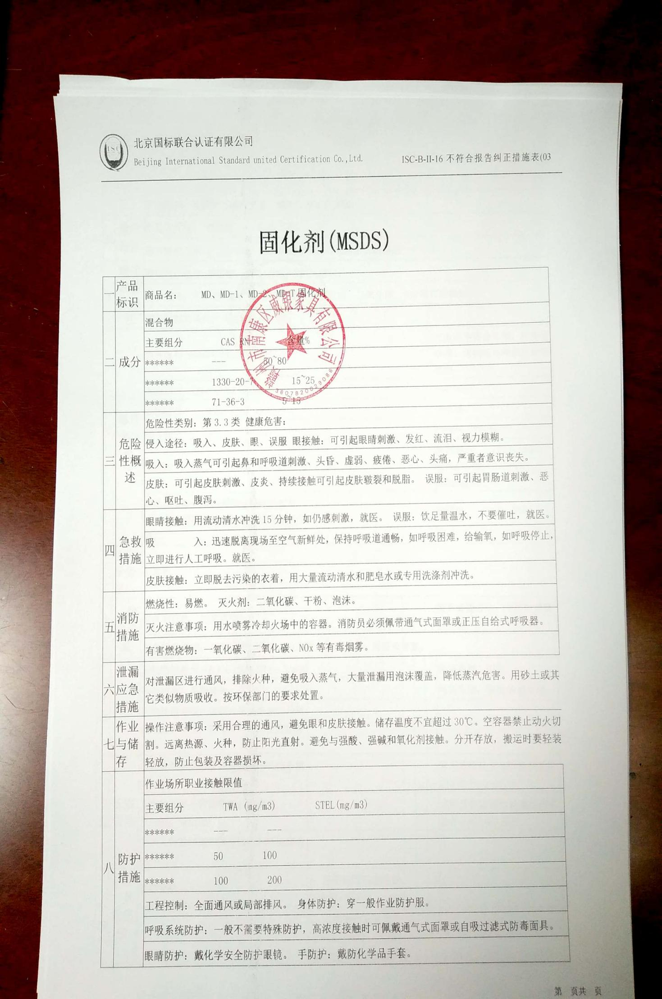 ISC
北京国标联合认证有限公司
Beijing International Standard united Certification Co.,Ltd.
ISC-B-II-16 不符合报告纠正措施表(03
固化剂(MSDS)
一 产品标识 商品名： MD、MD-1、MD-2、MD-T 固化剂
赣州市南康区威银家具有限公司
3607820029086
二 成分
混合物
主要组分 CAS RN 含量%
****** --- 50~80
****** 1330-20-7 15~25
****** 71-36-3 5~15
三 危险性概述
危险性类别：第 3.3 类 健康危害：
侵入途径：吸入、皮肤、眼、误服 眼接触：可引起眼睛刺激、发红、流泪、视力模糊。
吸入：吸入蒸气可引起鼻和呼吸道刺激、头昏、虚弱、疲倦、恶心、头痛，严重者意识丧失。
皮肤：可引起皮肤刺激、皮炎、持续接触可引起皮肤皲裂和脱脂。 误服：可引起胃肠道刺激、恶
心、呕吐、腹泻。
四 急救措施
眼睛接触：用流动清水冲洗 15 分钟，如仍感刺激，就医。 误服：饮足量温水，不要催吐，就医。
吸 入：迅速脱离现场至空气新鲜处，保持呼吸道通畅，如呼吸困难，给输氧，如呼吸停止，
立即进行人工呼吸。就医。
皮肤接触：立即脱去污染的衣着，用大量流动清水和肥皂水或专用洗涤剂冲洗。
五 消防措施
燃烧性：易燃。 灭火剂：二氧化碳、干粉、泡沫。
灭火注意事项：用水喷雾冷却火场中的容器。消防员必须佩带通气式面罩或正压自给式呼吸器。
有害燃烧物：一氧化碳、二氧化碳、NOx 等有毒烟雾。
六 泄漏应急措施
对泄漏区进行通风，排除火种，避免吸入蒸气，大量泄漏用泡沫覆盖，降低蒸汽危害。用砂土或其
它类似物质吸收。按环保部门的要求处置。
七 作业与储存
操作注意事项：采用合理的通风，避免眼和皮肤接触。储存温度不宜超过 30℃。空容器禁止动火切
割。远离热源、火种，防止阳光直射。避免与强酸、强碱和氧化剂接触。分开存放，搬运时要轻装
轻放，防止包装及容器损坏。
八 防护措施
作业场所职业接触限值
主要组分 TWA (mg/m3) STEL(mg/m3)
****** --- ---
****** 50 100
****** 100 200
工程控制：全面通风或局部排风。 身体防护：穿一般作业防护服。
呼吸系统防护：一般不需要特殊防护，高浓度接触时可佩戴通气式面罩或自吸过滤式防毒面具。
眼睛防护：戴化学安全防护眼镜。 手防护：戴防化学品手套。
第 页共 页